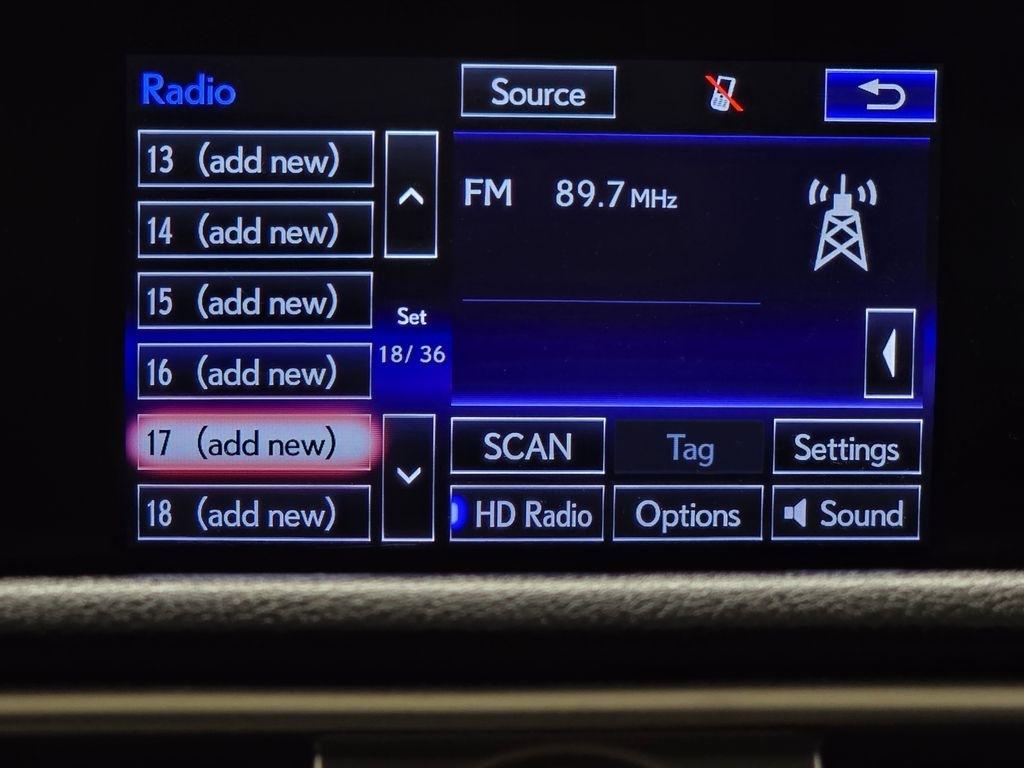 Radio
Source
13 (add new)
14 (add new)
15 (add new)
16 (add new)
17 (add new)
18 (add new)
Set
18/ 36
FM 89.7 MHz
SCAN
Tag
Settings
HD Radio
Options
Sound